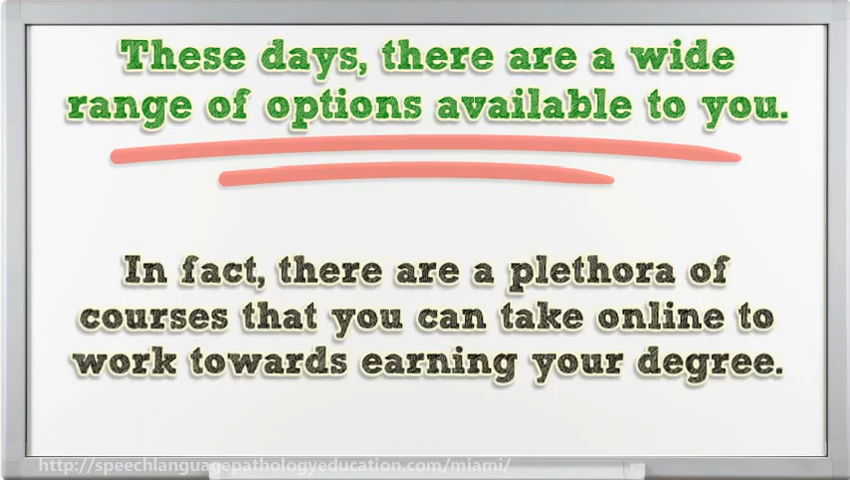 These days, there are a wide
range of options available to you.
In fact, there are a plethora of
courses that you can take online to
work towards earning your degree.
http://speechlanguagepathologyeducation.com/miami/